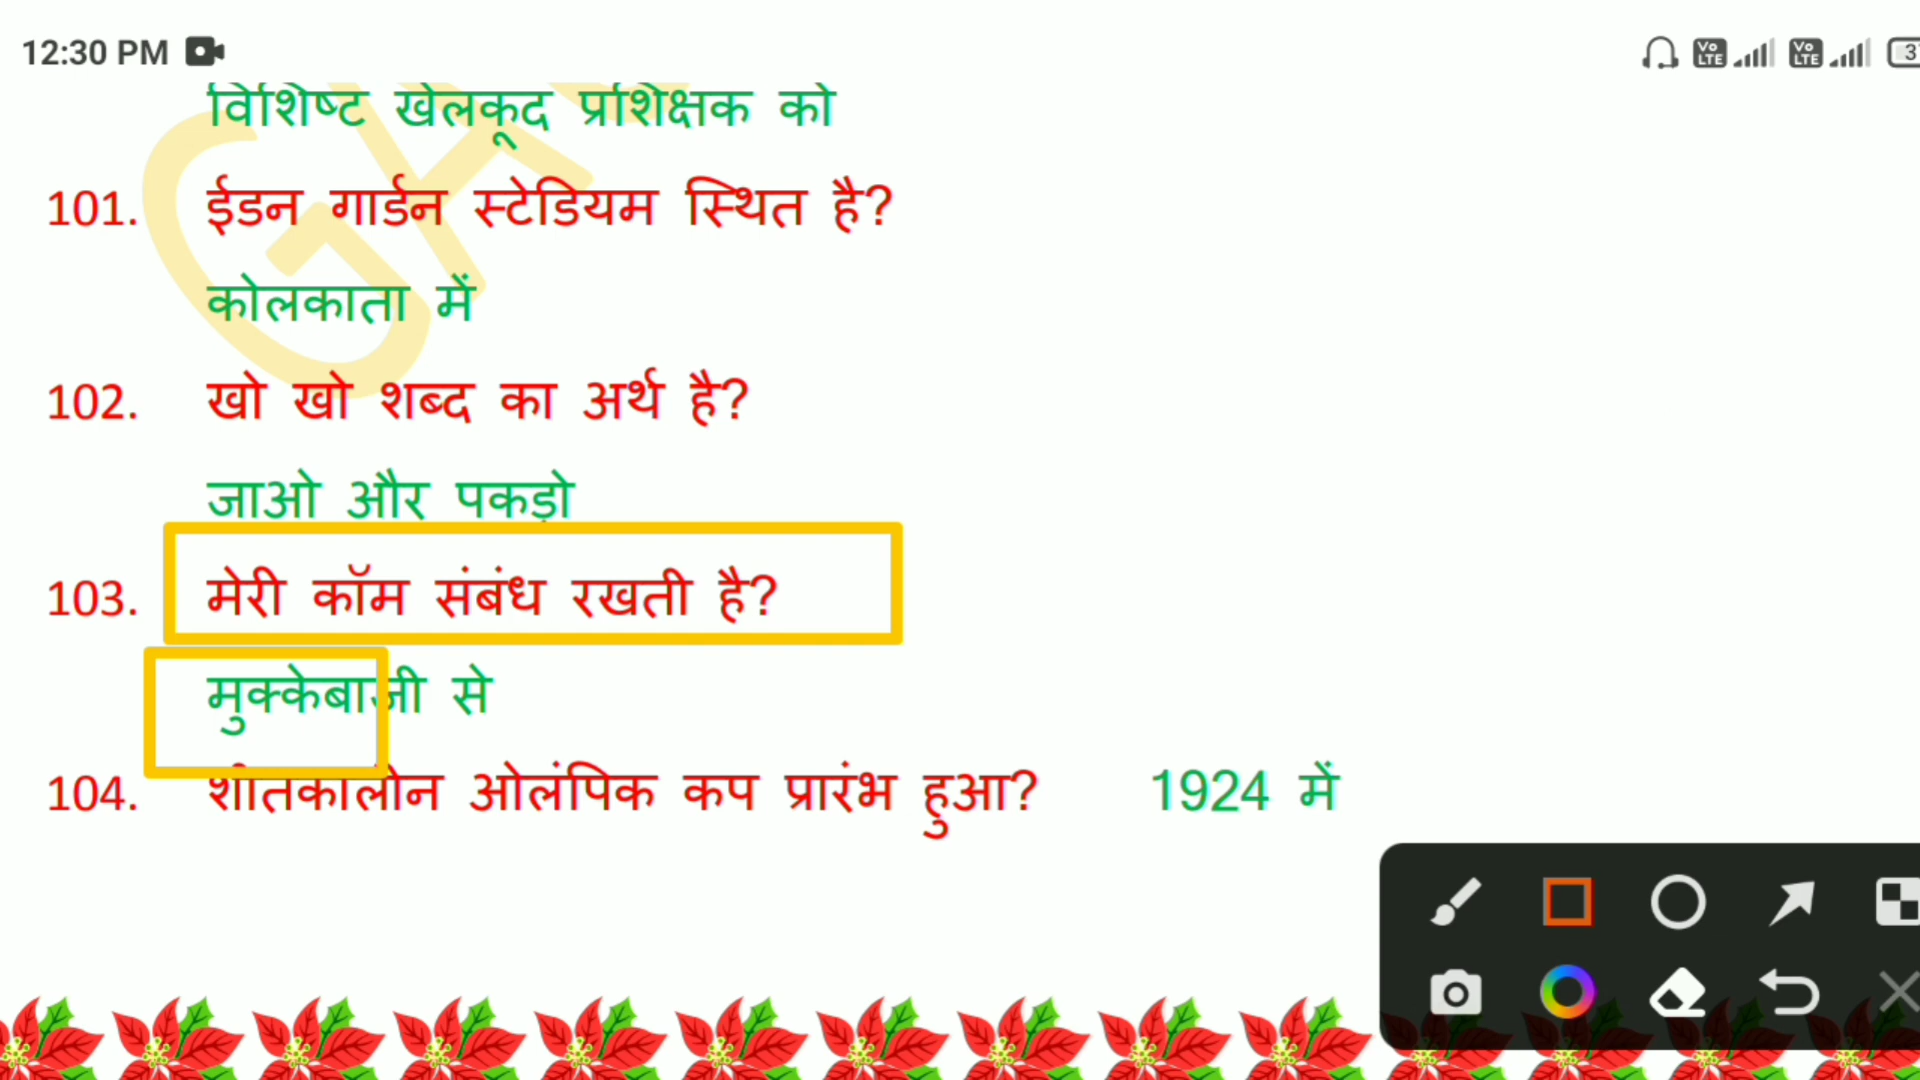 12:30 PM
विशिष्ट खेलकूद प्रशिक्षक को
101. ईडन गार्डन स्टेडियम स्थित है?
कोलकाता में
102. खो खो शब्द का अर्थ है?
जाओ और पकड़ो
103. मेरी कॉम संबंध रखती है?
मुक्केबाजी से
104. शीतकालीन ओलंपिक कप प्रारंभ हुआ? 1924 में